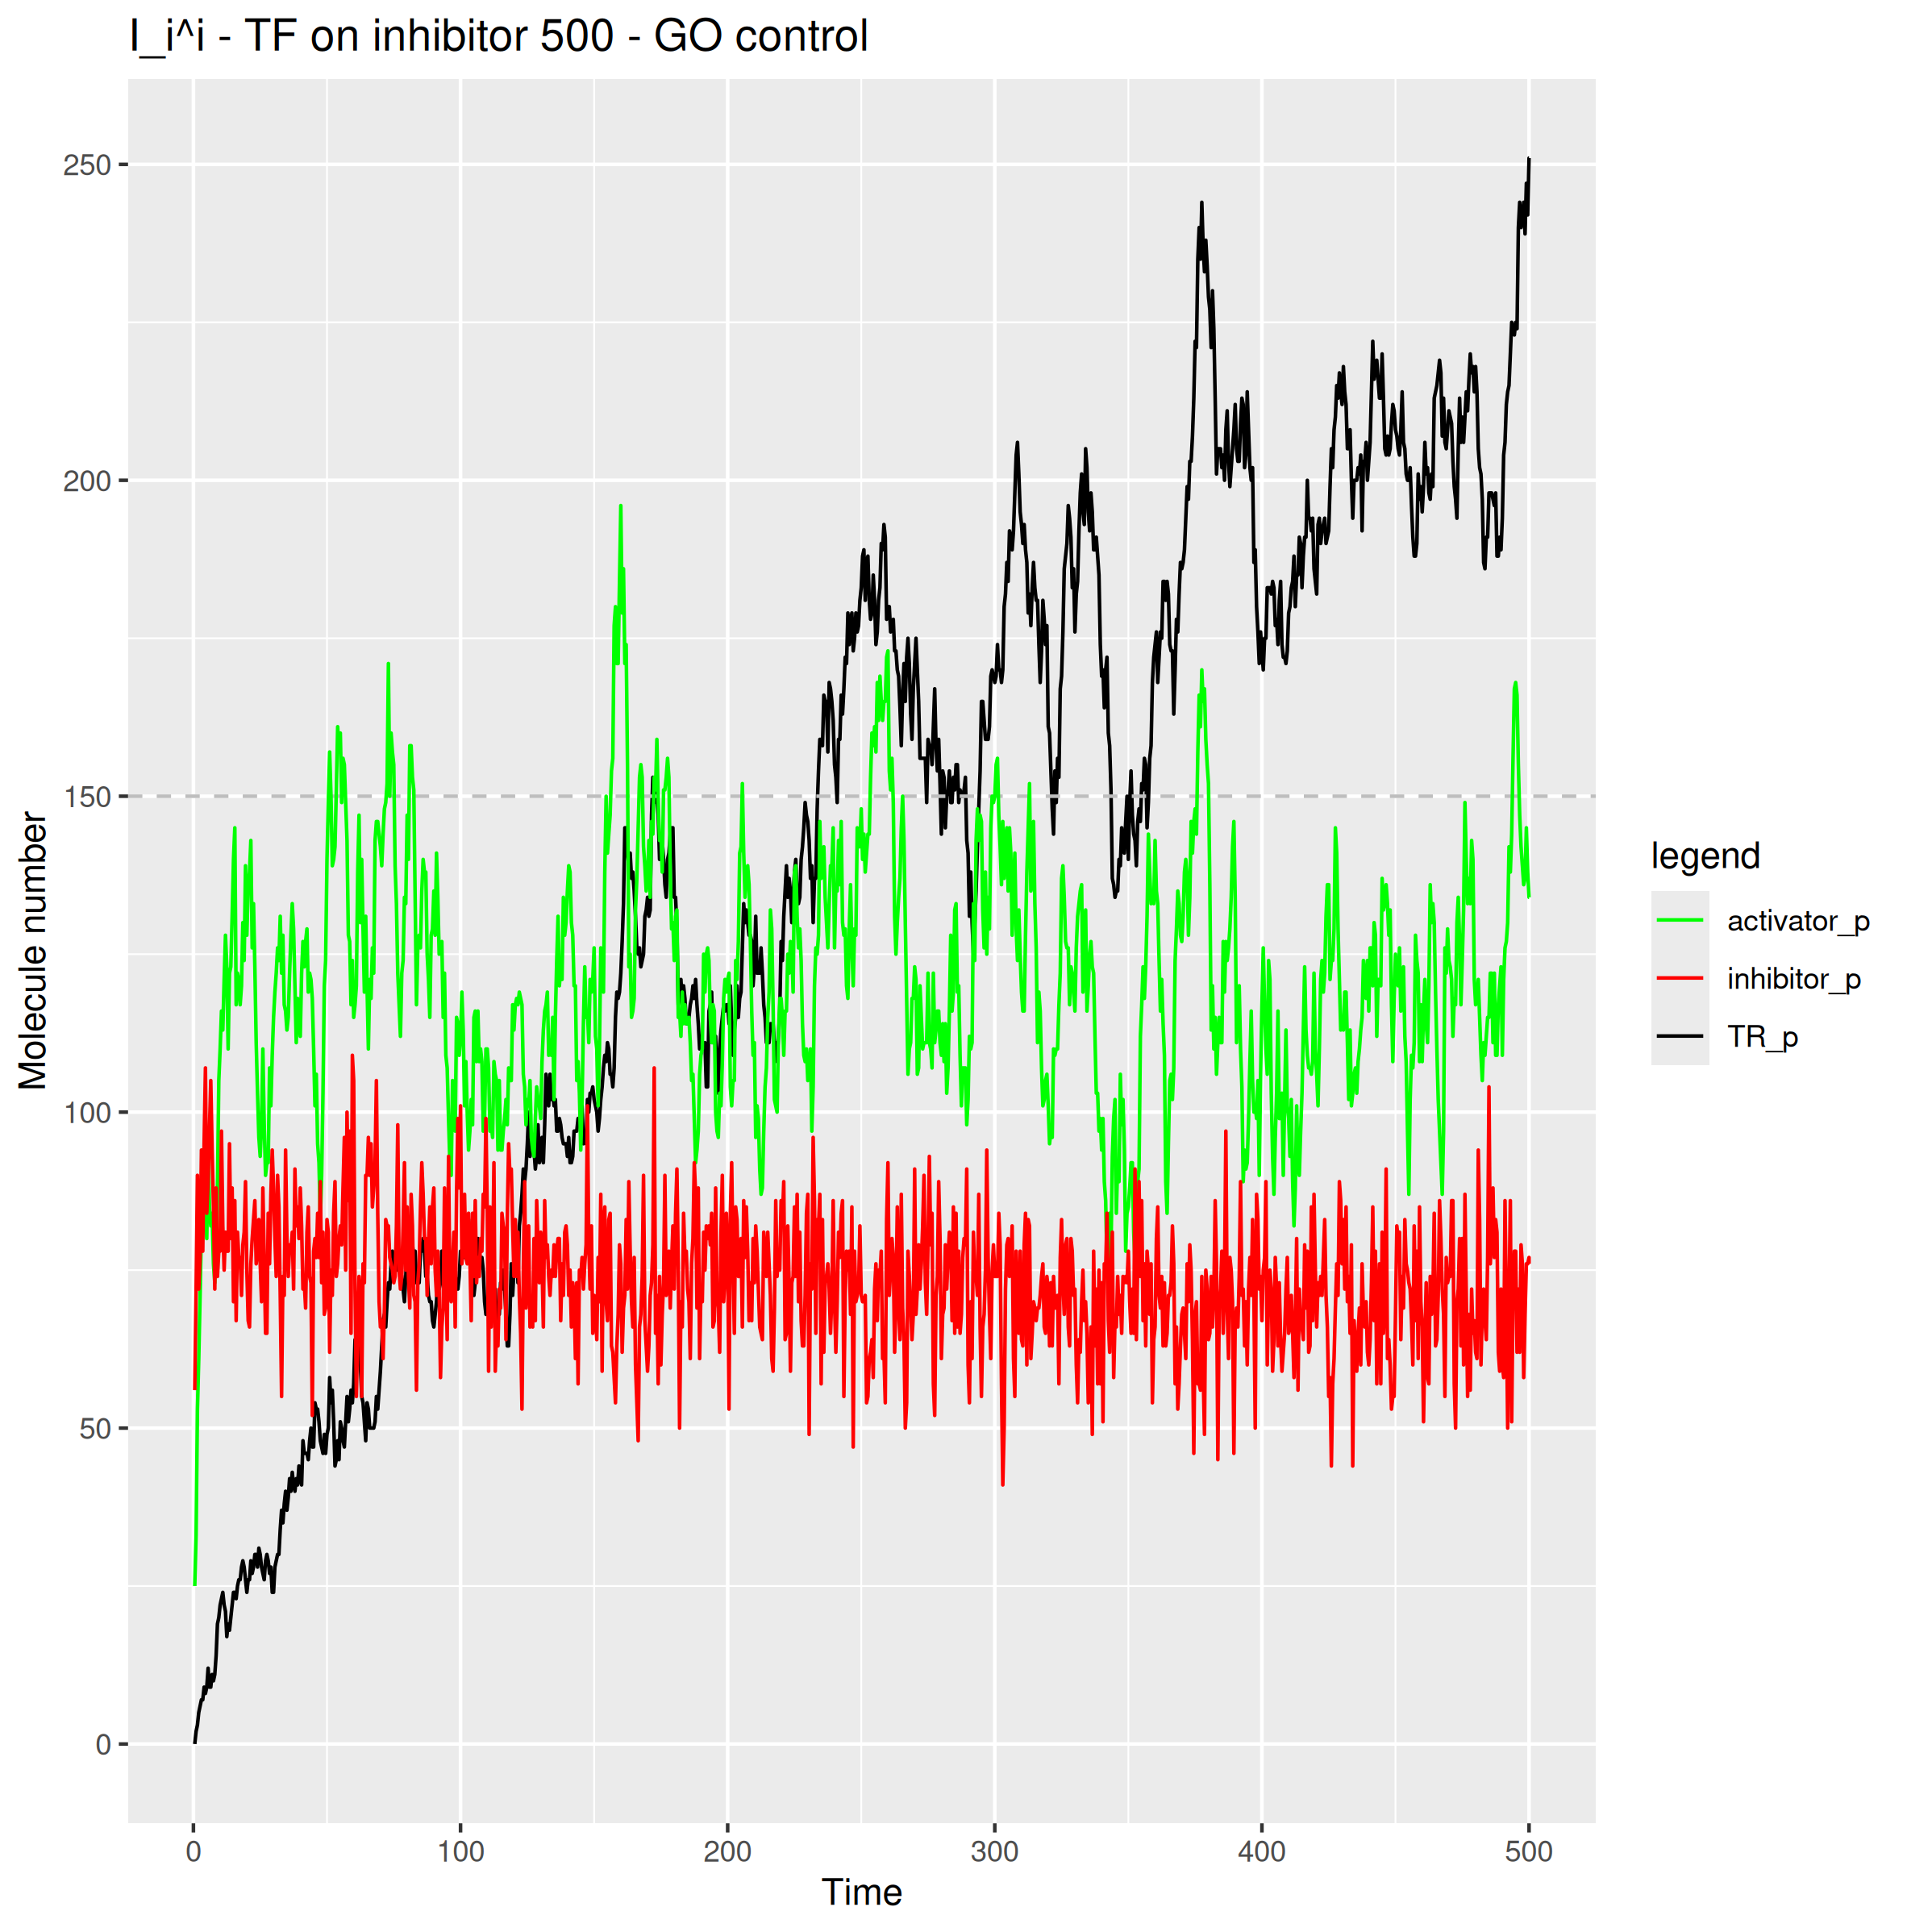 I_i^i - TF on inhibitor 500 - GO control
250
200
150
100
50
0
Molecule number
0 100 200 300 400 500
Time
legend
activator_p
inhibitor_p
TR_p